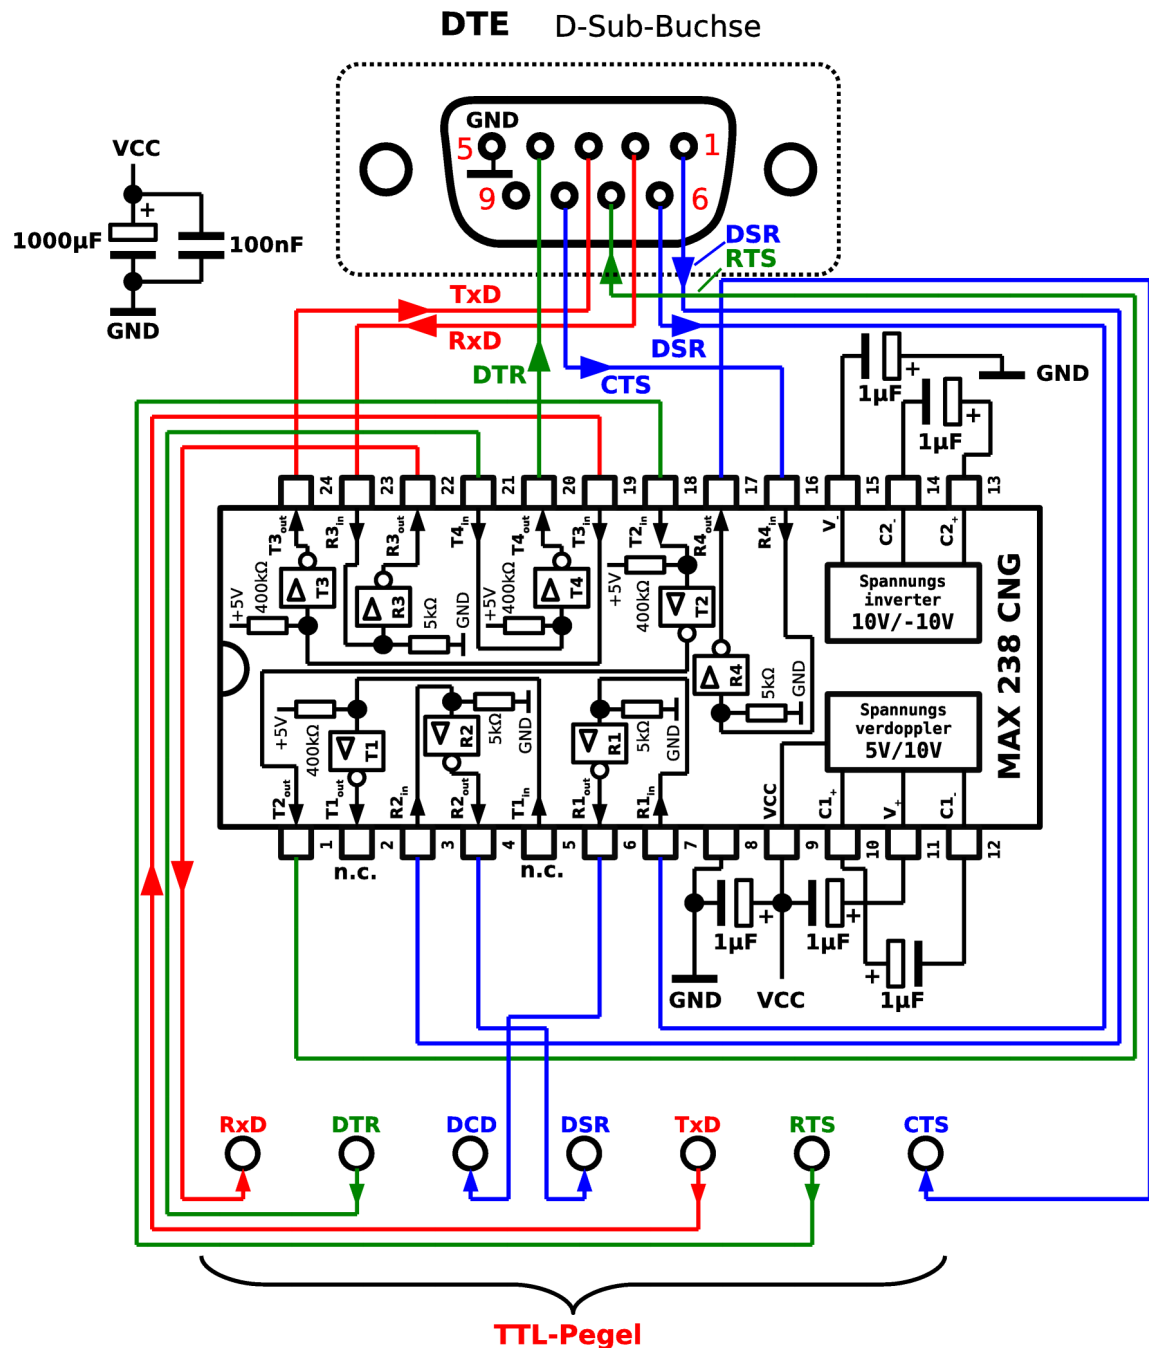 DTE D-Sub-Buchse
GND
5
1
9
6
VCC
+
1000µF
100nF
GND
DSR
RTS
TxD
RxD
DSR
DTR
CTS
1µF
+
GND
1µF
+
24
23
22
21
20
19
18
17
16
15
14
13
T3out
R3in
R3out
T4in
T4out
T3in
T2in
R4out
R4in
V-
C2-
C2+
+5V
400kΩ
T3
R3
5kΩ
GND
+5V
400kΩ
T4
+5V
400kΩ
T2
R4
5kΩ
GND
Spannungs
inverter
10V/-10V
MAX 238 CNG
+5V
400kΩ
T1
R2
5kΩ
GND
R1
5kΩ
GND
Spannungs
verdoppler
5V/10V
T2out
T1out
R2in
R2out
T1in
R1out
R1in
VCC
C1+
V+
C1-
1
2
3
4
5
6
7
8
9
10
11
12
n.c.
n.c.
1µF
+
1µF
+
+
1µF
GND
VCC
RxD
DTR
DCD
DSR
TxD
RTS
CTS
TTL-Pegel